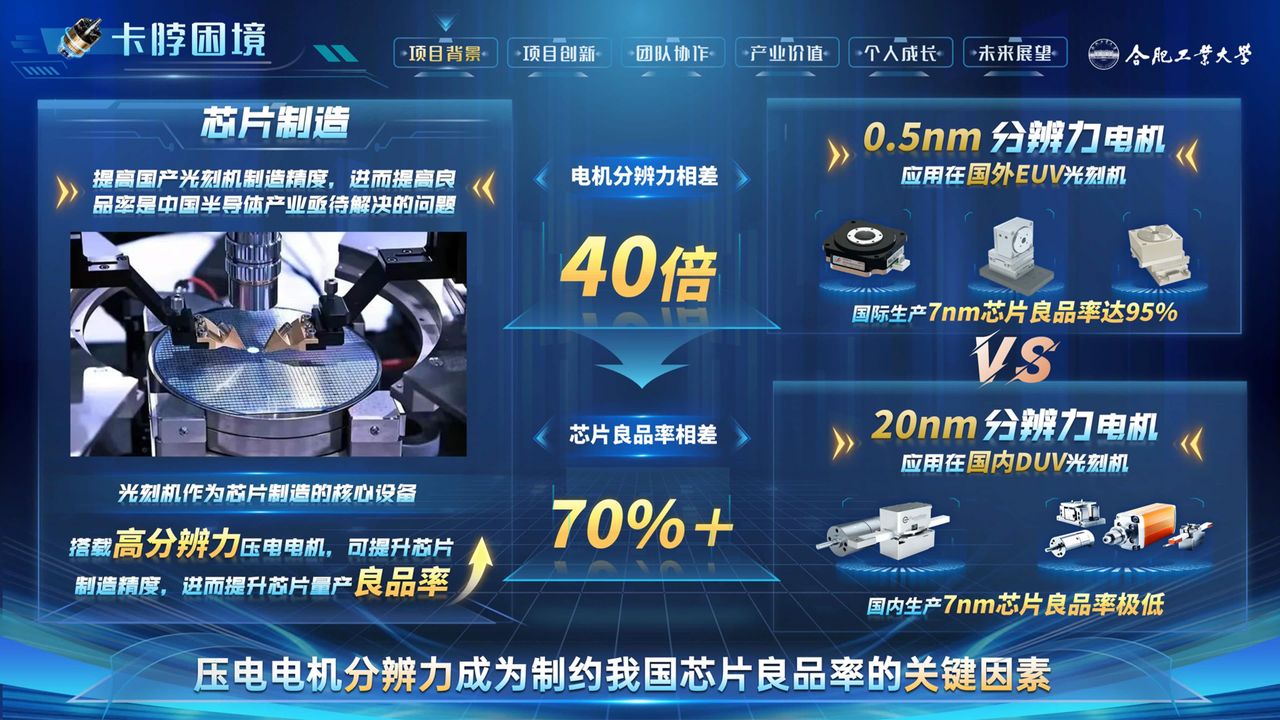 卡脖困境
项目背景
项目创新
团队协作
产业价值
个人成长
未来展望
合肥工业大学
芯片制造
提高国产光刻机制造精度，进而提高良
品率是中国半导体产业亟待解决的问题
光刻机作为芯片制造的核心设备
搭载高分辨力压电电机，可提升芯片
制造精度，进而提升芯片量产良品率
电机分辨力相差
40倍
芯片良品率相差
70%+
0.5nm 分辨力电机
应用在国外EUV光刻机
国际生产7nm芯片良品率达95%
VS
20nm 分辨力电机
应用在国内DUV光刻机
国内生产7nm芯片良品率极低
压电电机分辨力成为制约我国芯片良品率的关键因素